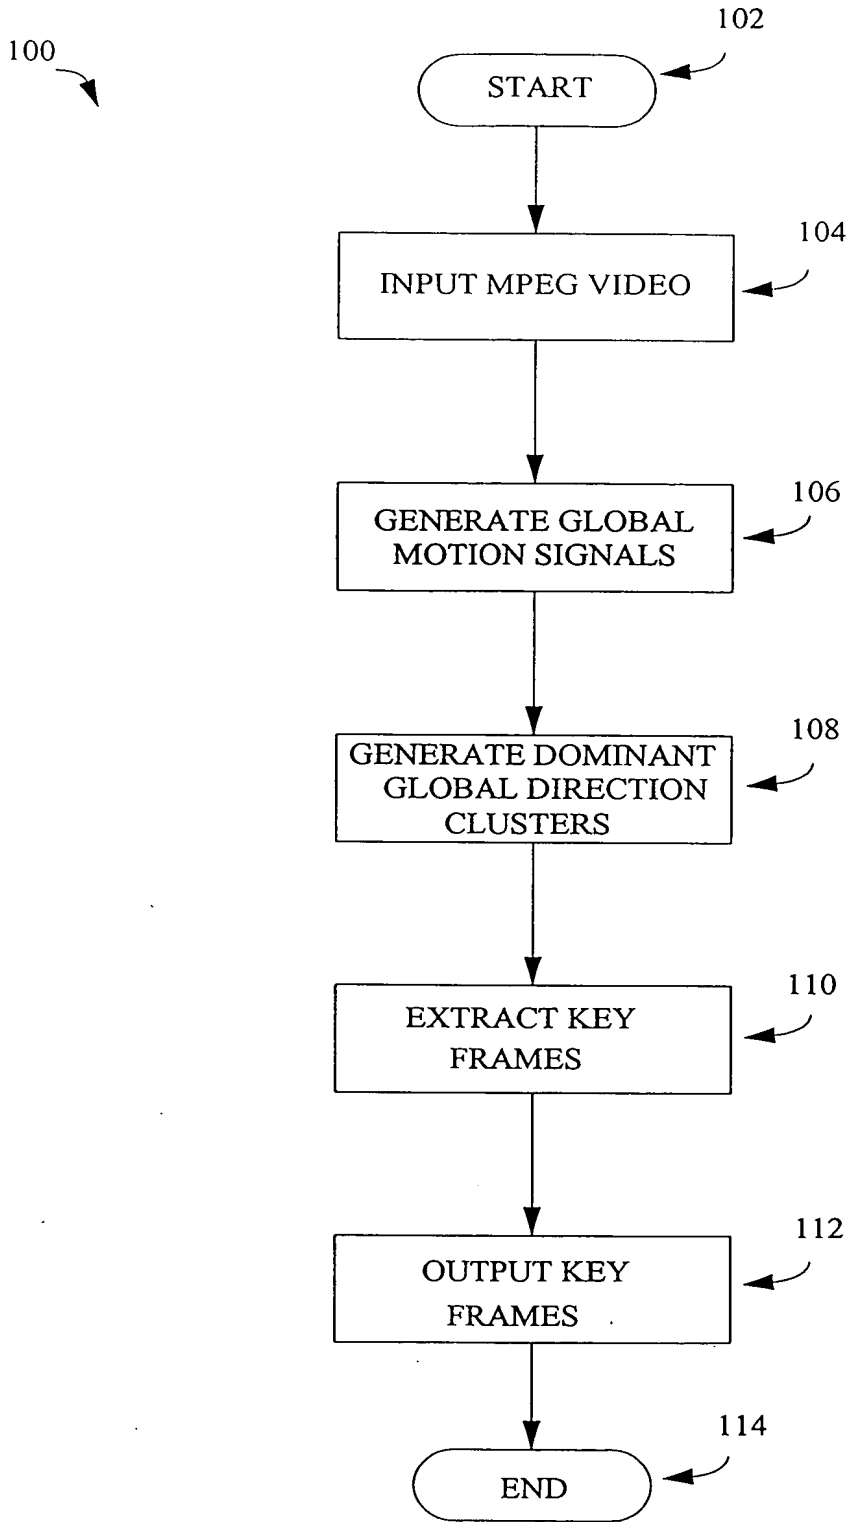 100
102
START
104
INPUT MPEG VIDEO
106
GENERATE GLOBAL
MOTION SIGNALS
108
GENERATE DOMINANT
GLOBAL DIRECTION
CLUSTERS
110
EXTRACT KEY
FRAMES
112
OUTPUT KEY
FRAMES
114
END